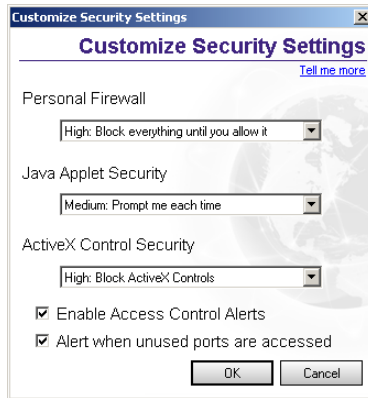 Customize Security Settings
Customize Security Settings
Tell me more
Personal Firewall
High: Block everything until you allow it
Java Applet Security
Medium: Prompt me each time
ActiveX Control Security
High: Block ActiveX Controls
Enable Access Control Alerts
Alert when unused ports are accessed
OK Cancel